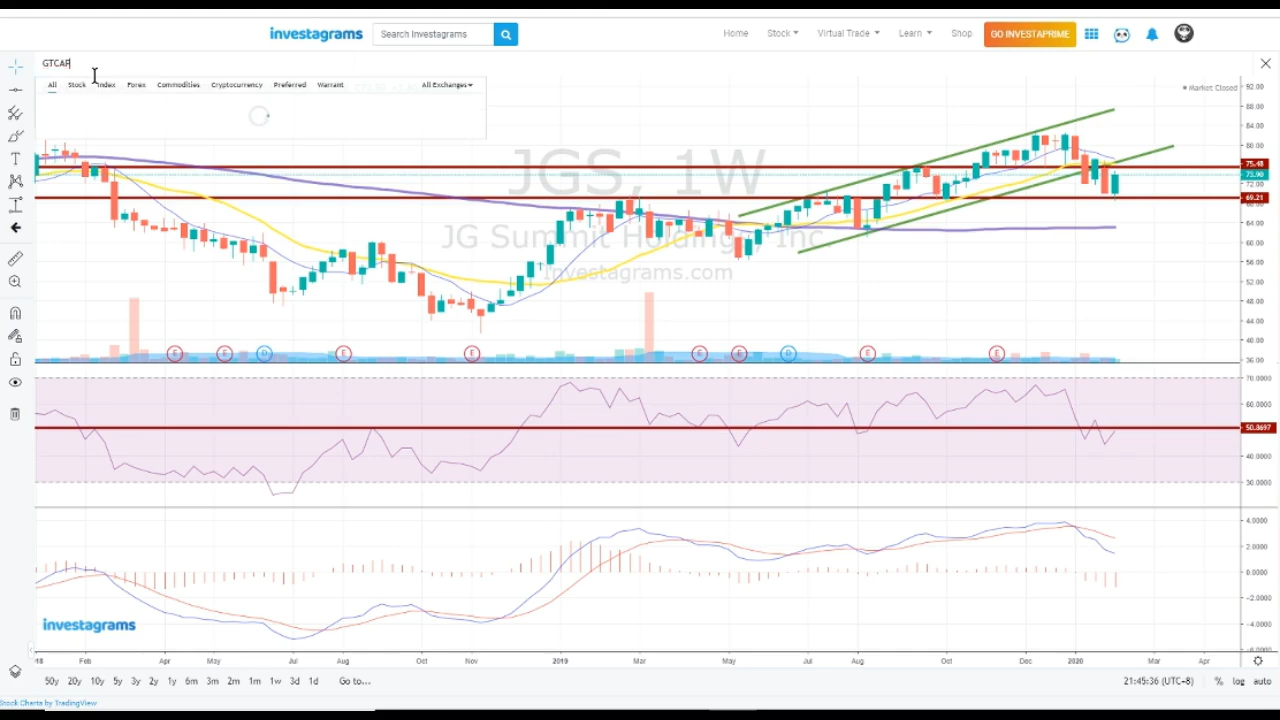 investagrams Search Investagrams Home Stock Virtual Trade Learn Shop GO INVESTAPRIME
GTCAP
All Stock Index Forex Commodities Cryptocurrency Preferred Warrant All Exchanges
Market Closed
JGS, 1W
JG Summit Holdings, Inc
Investagrams.com
92.00
88.00
84.00
80.00
75.48
73.90
72.00
69.21
64.00
60.00
56.00
52.00
48.00
44.00
40.00
36.00
E E D E E E E D E E
70.0000
60.0000
50.8697
40.0000
30.0000
4.0000
2.0000
0.0000
-2.0000
-4.0000
investagrams
Feb Apr May Jul Aug Oct Nov 2019 Mar May Jul Aug Oct Dec 2020 Mar Apr
50y 20y 10y 5y 3y 2y 1y 6m 3m 2m 1m 1w 3d 1d Go to... 21:45:36 (UTC+8) % log auto
Stock Charts by TradingView